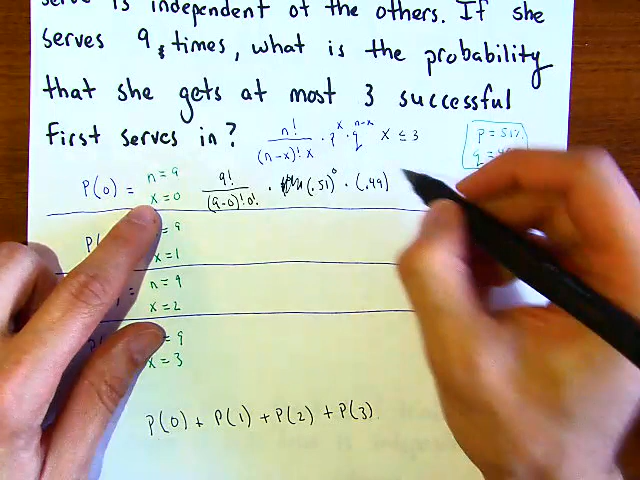 serve is independent of the others. If she
serves 9 times, what is the probability
that she gets at most 3 successful
first serves in?
n! / (n-x)! x · p^x · q^(n-x) x ≤ 3
p = .51
q = .4
P(0) = n = 9 x = 0 9! / (9-0)! 0! · (.51)^0 · (.49)
P( = 9 x = 1
= n = 9 x = 2
= 9 x = 3
P(0) + P(1) + P(2) + P(3)